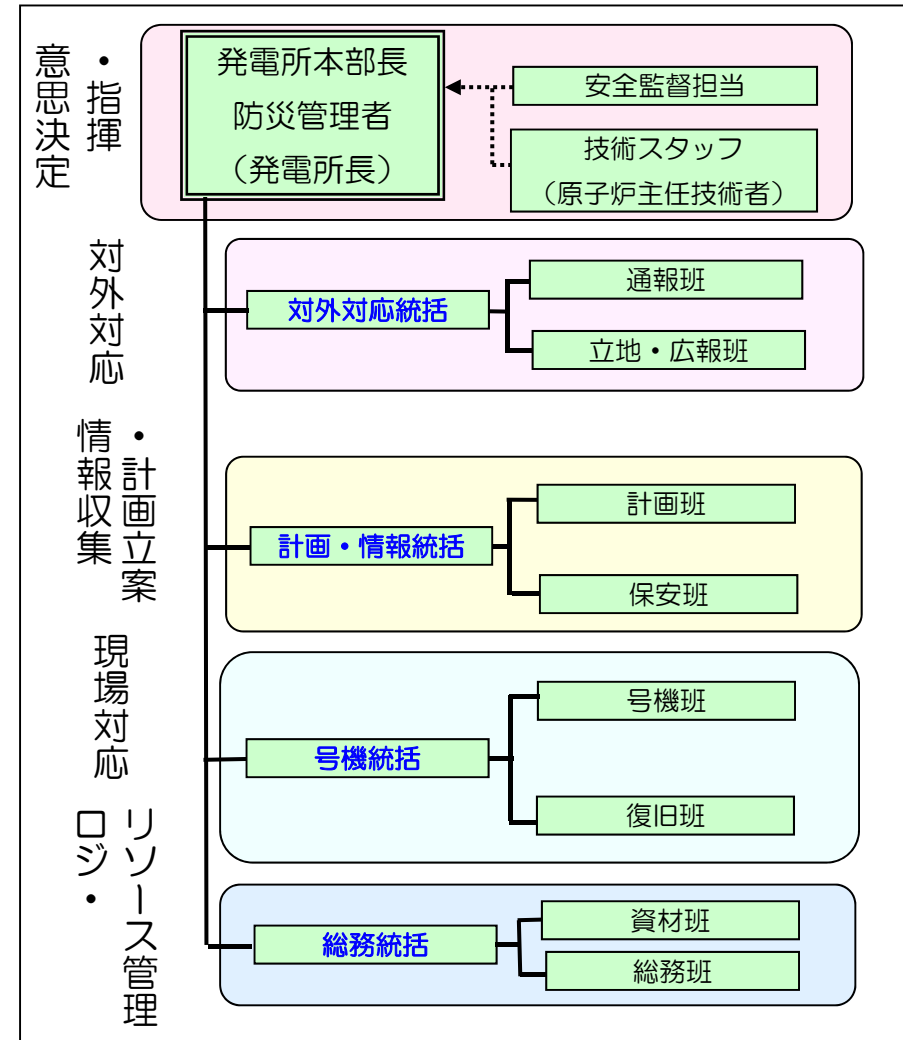 意思決定
・指揮
発電所本部長
防災管理者
（発電所長）
安全監督担当
技術スタッフ
（原子炉主任技術者）
対外対応
対外対応統括
通報班
立地・広報班
情報収集
・計画立案
計画・情報統括
計画班
保安班
現場対応
号機統括
号機班
復旧班
ロジ・
リソース管理
総務統括
資材班
総務班